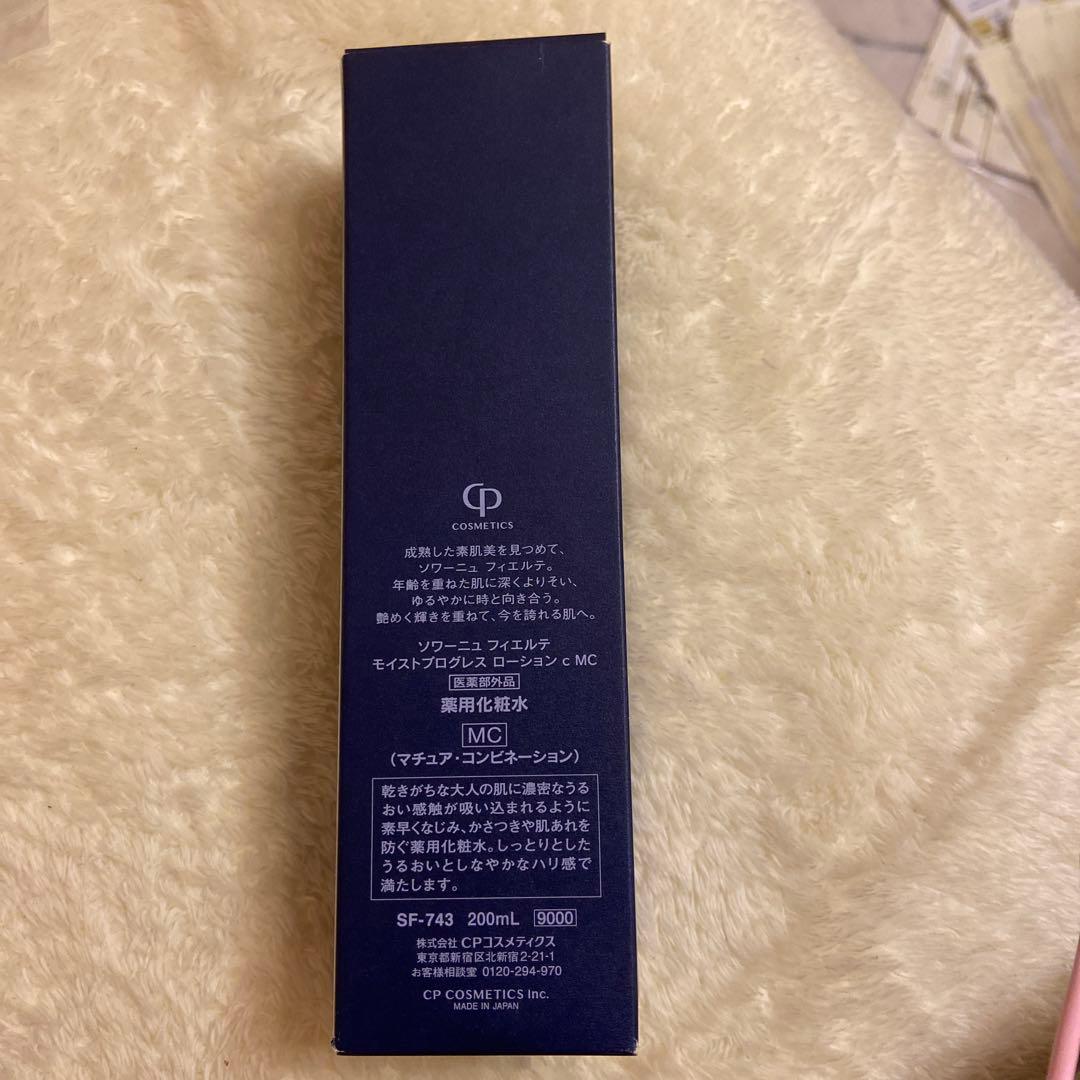 CP
COSMETICS
成熟した素肌美を見つめて、
ソワーニュ フィエルテ。
年齢を重ねた肌に深くよりそい、
ゆるやかに時と向き合う。
艶めく輝きを重ねて、今を誇れる肌へ。
ソワーニュ フィエルテ
モイストプログレス ローション c MC
医薬部外品
薬用化粧水
MC
(マチュア・コンビネーション)
乾きがちな大人の肌に濃密なうる
おい感触が吸い込まれるように
素早くなじみ、かさつきや肌あれを
防ぐ薬用化粧水。しっとりとした
うるおいとしなやかなハリ感で
満たします。
SF-743 200mL 9000
株式会社 CPコスメティクス
東京都新宿区北新宿2-21-1
お客様相談室 0120-294-970
CP COSMETICS Inc.
MADE IN JAPAN